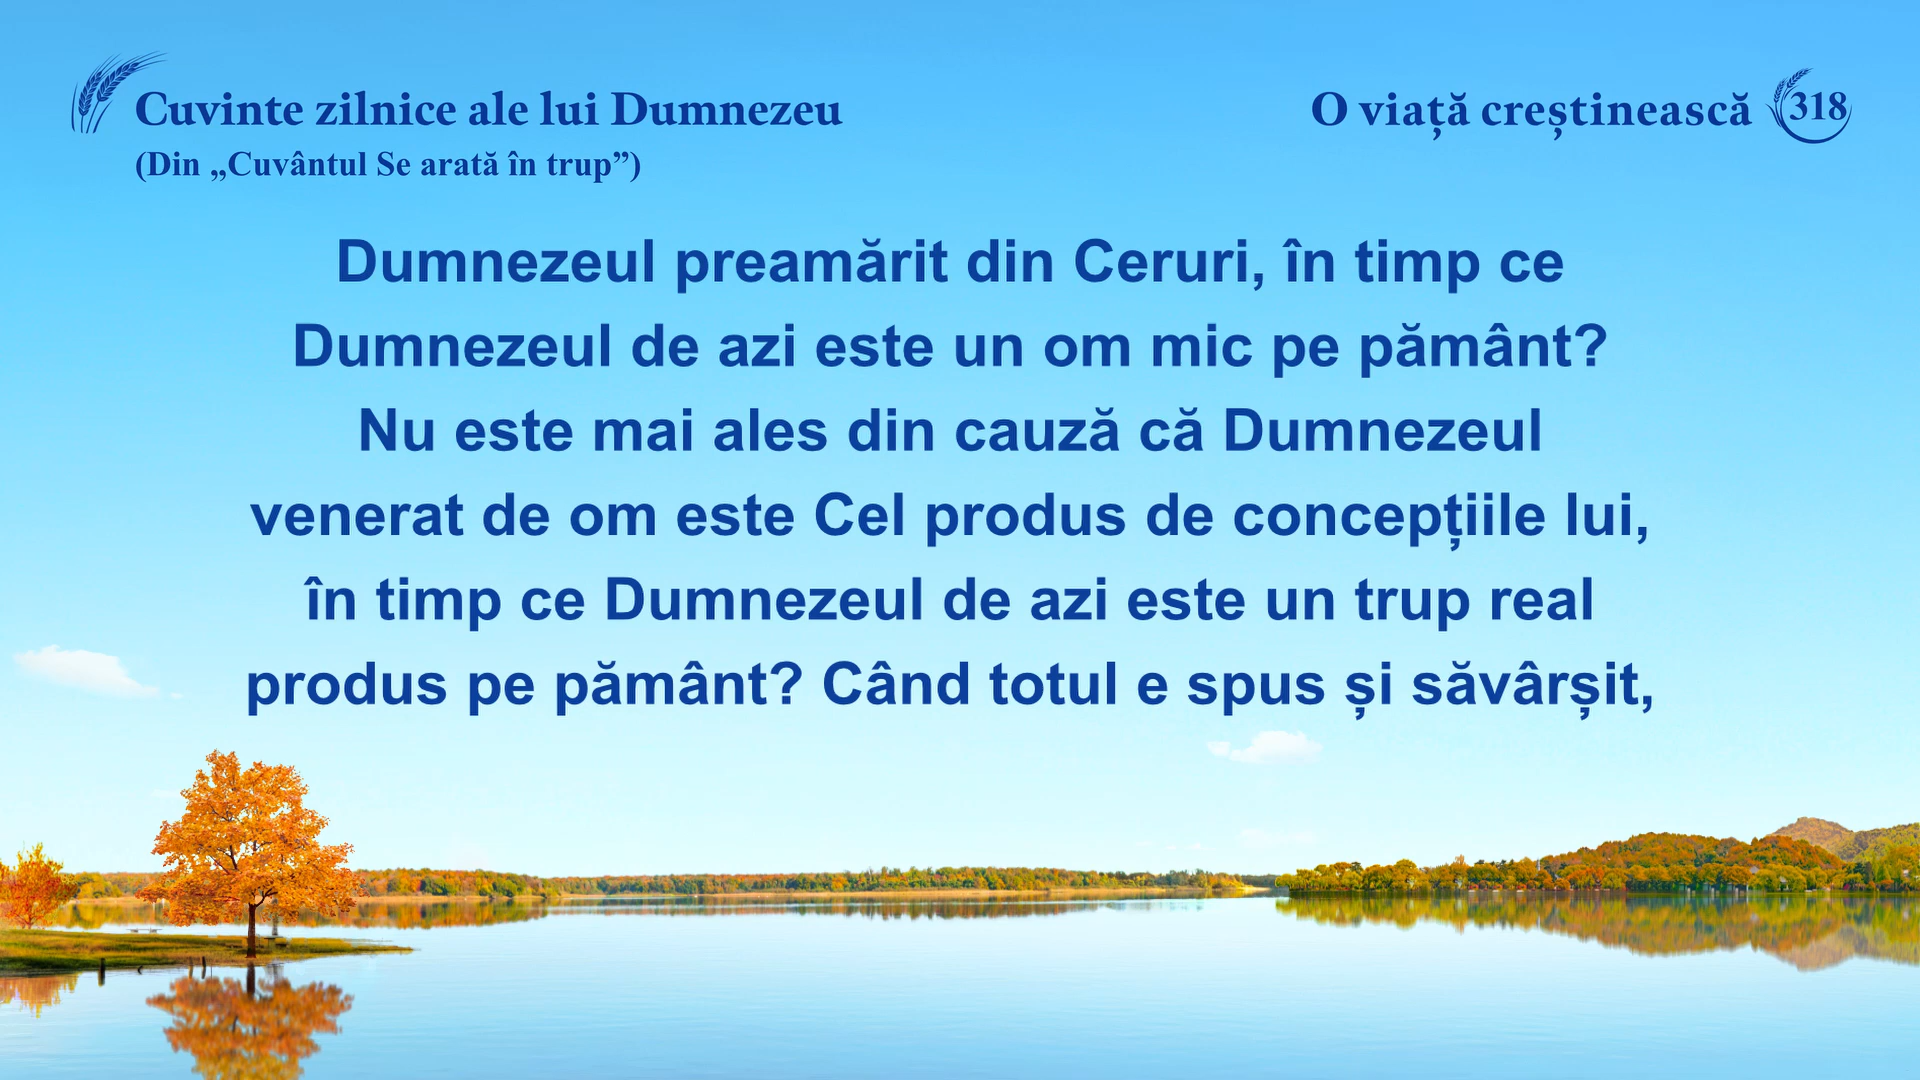 Cuvinte zilnice ale lui Dumnezeu
(Din „Cuvântul Se arată în trup”)
O viață creștinească 318
Dumnezeul preamărit din Ceruri, în timp ce
Dumnezeul de azi este un om mic pe pământ?
Nu este mai ales din cauză că Dumnezeul
venerat de om este Cel produs de concepțiile lui,
în timp ce Dumnezeul de azi este un trup real
produs pe pământ? Când totul e spus și săvârșit,